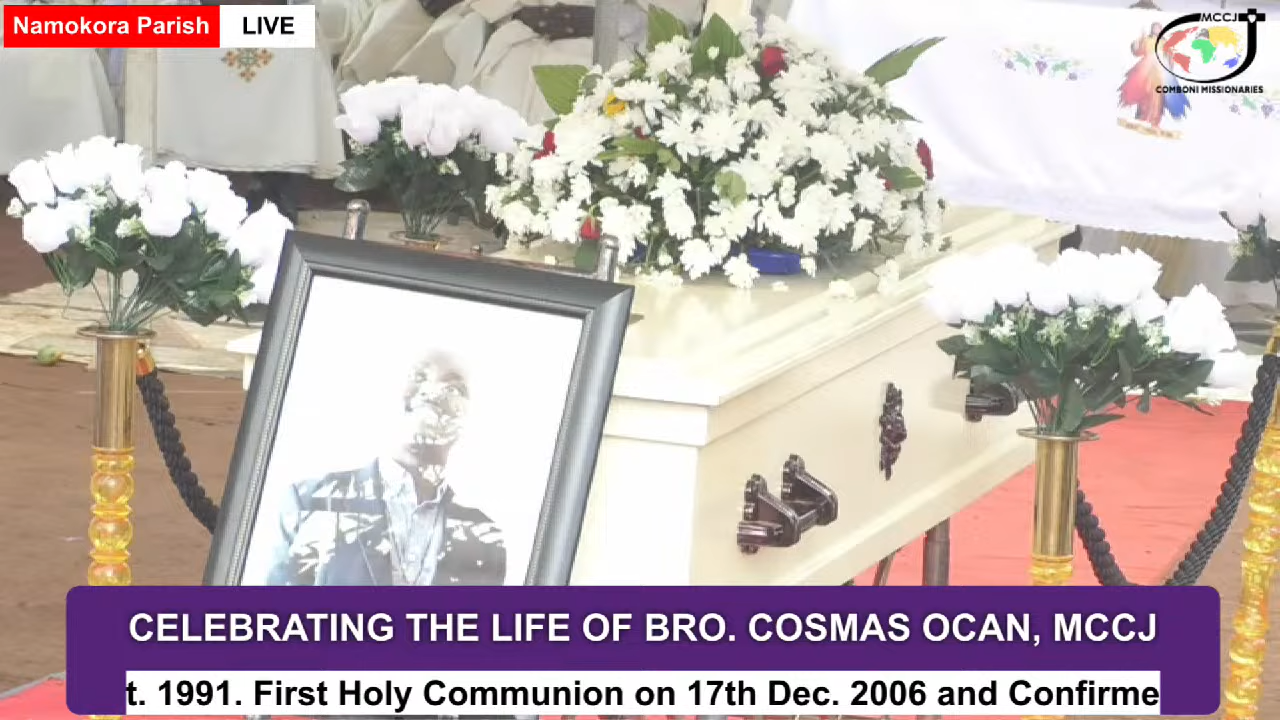 Namokora Parish LIVE
MCCJ
COMBONI MISSIONARIES
CELEBRATING THE LIFE OF BRO. COSMAS OCAN, MCCJ
t. 1991. First Holy Communion on 17th Dec. 2006 and Confirme